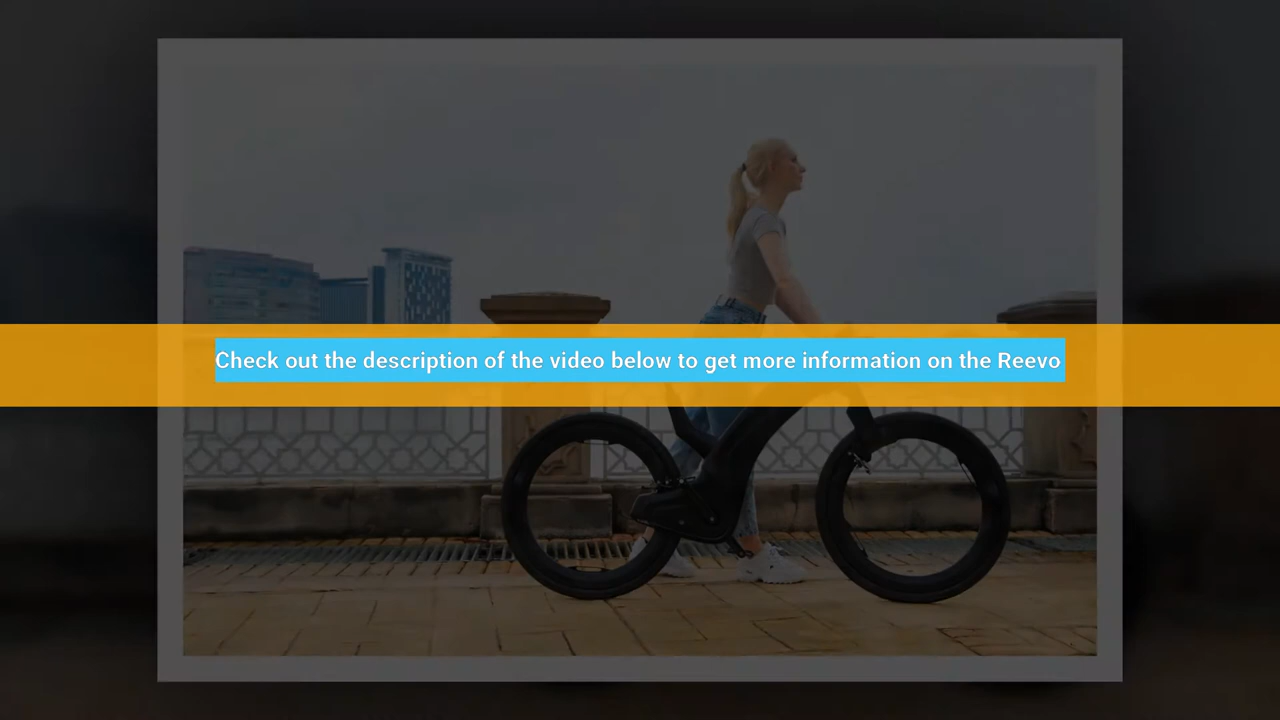 Check out the description of the video below to get more information on the Reevo